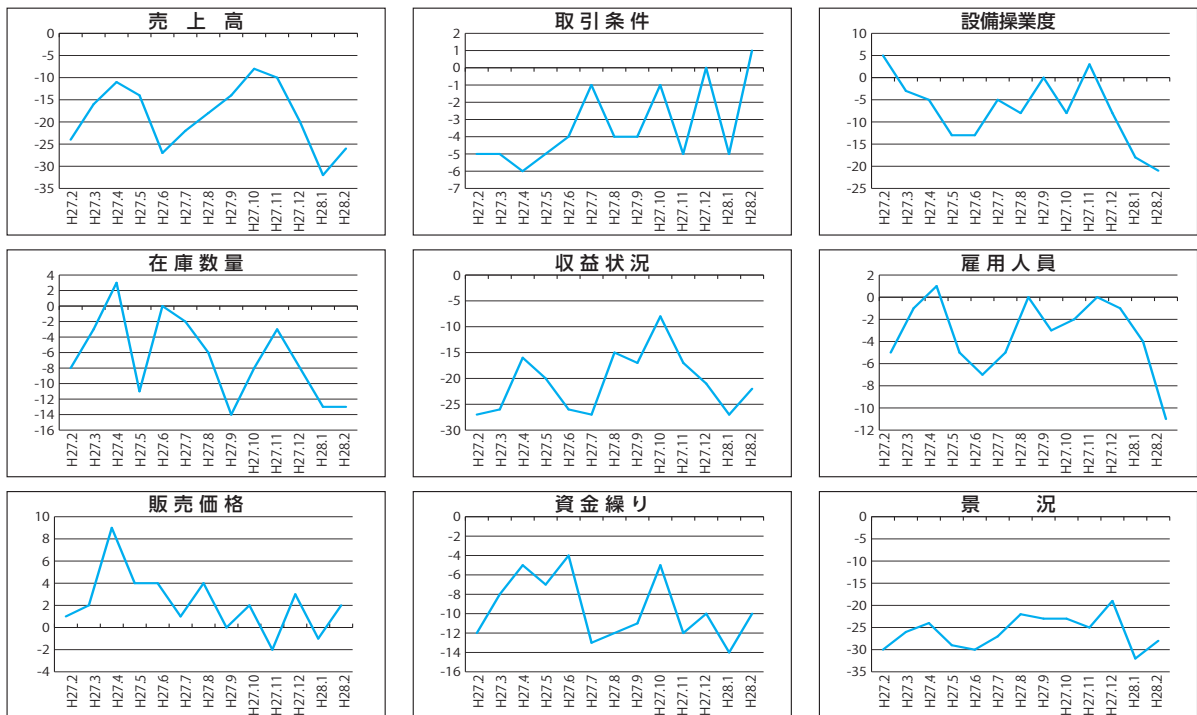 売上高
0
-5
-10
-15
-20
-25
-30
-35
H27.2
H27.3
H27.4
H27.5
H27.6
H27.7
H27.8
H27.9
H27.10
H27.11
H27.12
H28.1
H28.2
取引条件
2
1
0
-1
-2
-3
-4
-5
-6
-7
H27.2
H27.3
H27.4
H27.5
H27.6
H27.7
H27.8
H27.9
H27.10
H27.11
H27.12
H28.1
H28.2
設備操業度
10
5
0
-5
-10
-15
-20
-25
H27.2
H27.3
H27.4
H27.5
H27.6
H27.7
H27.8
H27.9
H27.10
H27.11
H27.12
H28.1
H28.2
在庫数量
4
2
0
-2
-4
-6
-8
-10
-12
-14
-16
H27.2
H27.3
H27.4
H27.5
H27.6
H27.7
H27.8
H27.9
H27.10
H27.11
H27.12
H28.1
H28.2
収益状況
0
-5
-10
-15
-20
-25
-30
H27.2
H27.3
H27.4
H27.5
H27.6
H27.7
H27.8
H27.9
H27.10
H27.11
H27.12
H28.1
H28.2
雇用人員
2
0
-2
-4
-6
-8
-10
-12
H27.2
H27.3
H27.4
H27.5
H27.6
H27.7
H27.8
H27.9
H27.10
H27.11
H27.12
H28.1
H28.2
販売価格
10
8
6
4
2
0
-2
-4
H27.2
H27.3
H27.4
H27.5
H27.6
H27.7
H27.8
H27.9
H27.10
H27.11
H27.12
H28.1
H28.2
資金繰り
0
-2
-4
-6
-8
-10
-12
-14
-16
H27.2
H27.3
H27.4
H27.5
H27.6
H27.7
H27.8
H27.9
H27.10
H27.11
H27.12
H28.1
H28.2
景況
0
-5
-10
-15
-20
-25
-30
-35
H27.2
H27.3
H27.4
H27.5
H27.6
H27.7
H27.8
H27.9
H27.10
H27.11
H27.12
H28.1
H28.2